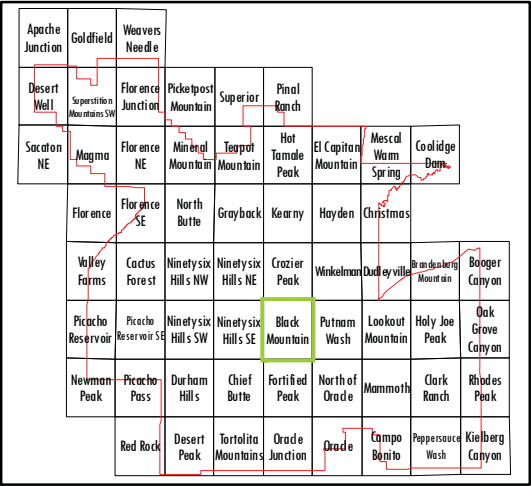 Apache
Junction
Goldfield
Weavers
Needle
Desert
Well
Superstition
Mountains SW
Florence
Junction
Picketpost
Mountain
Superior
Pinal
Ranch
Sacaton
NE
Magma
Florence
NE
Mineral
Mountain
Teapot
Mountain
Hot
Tamale
Peak
El Capitan
Mountain
Mescal
Warm
Spring
Coolidge
Dam
Florence
Florence
SE
North
Butte
Grayback
Kearny
Hayden
Christmas
Valley
Farms
Cactus
Forest
Ninetysix
Hills NW
Ninetysix
Hills NE
Crozier
Peak
Winkelman
Dudleyville
Brandenberg
Mountain
Booger
Canyon
Picacho
Reservoir
Picacho
Reservoir SE
Ninetysix
Hills SW
Ninetysix
Hills SE
Black
Mountain
Putnam
Wash
Lookout
Mountain
Holy Joe
Peak
Oak
Grove
Canyon
Newman
Peak
Picacho
Pass
Durham
Hills
Chief
Butte
Fortified
Peak
North of
Oracle
Mammoth
Clark
Ranch
Rhodes
Peak
Red Rock
Desert
Peak
Tortolita
Mountains
Oracle
Junction
Oracle
Campo
Bonito
Peppersauce
Wash
Kielberg
Canyon